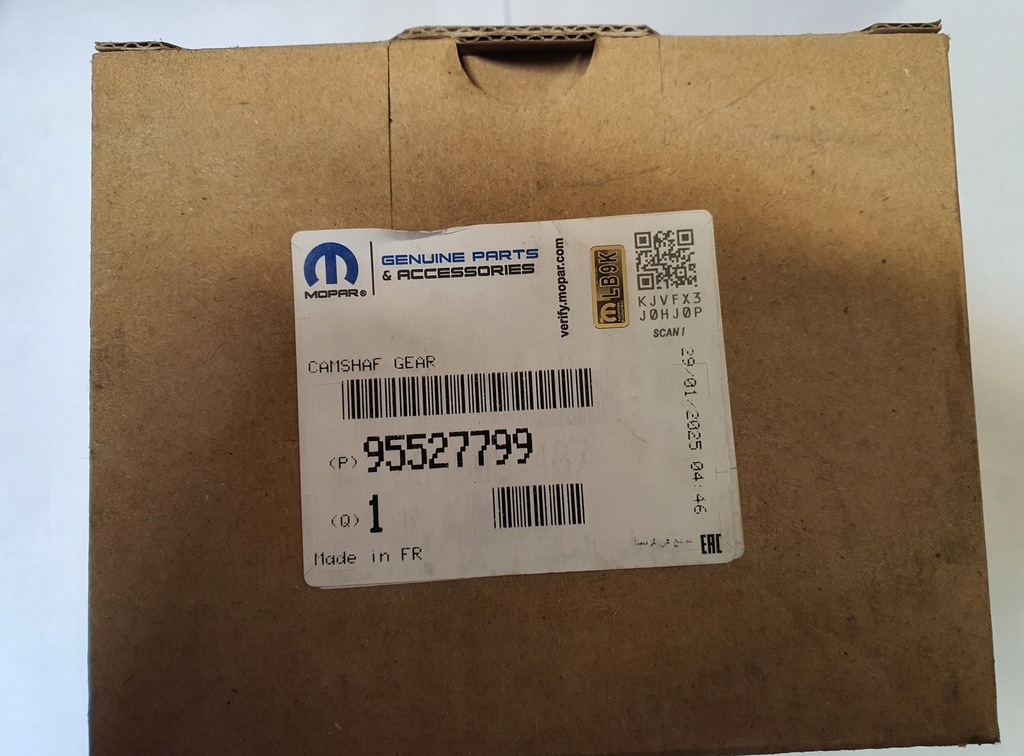 MOPAR®
GENUINE PARTS
& ACCESSORIES
verify.mopar.com
LB9K
KJVFX3
J0HJ0P
SCAN!
CAMSHAF GEAR
29/01/2025 04:46
(P) 95527799
(Q) 1
Made in FR
EAC